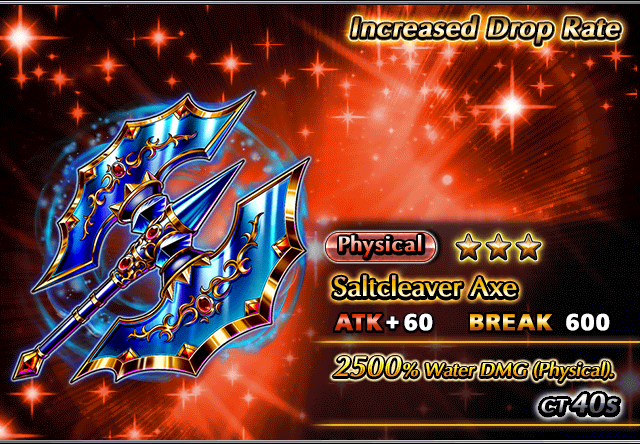 Increased Drop Rate
Physical
Saltcleaver Axe
ATK+60 BREAK 600
2500% Water DMG (Physical).
CT 40s